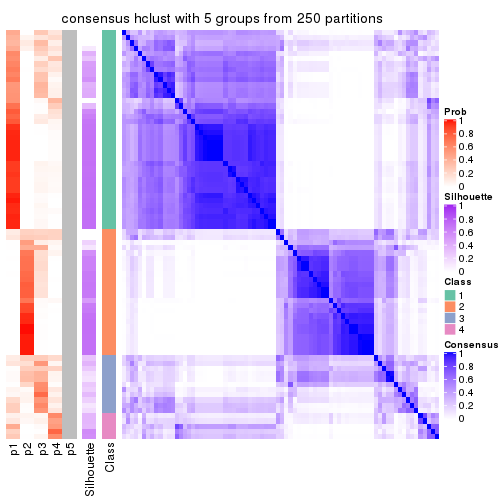 consensus hclust with 5 groups from 250 partitions
Prob
1
0.8
0.6
0.4
0.2
0
Silhouette
1
0.8
0.6
0.4
0.2
0
Class
1
2
3
4
Consensus
1
0.8
0.6
0.4
0.2
0
p1
p2
p3
p4
p5
Silhouette
Class